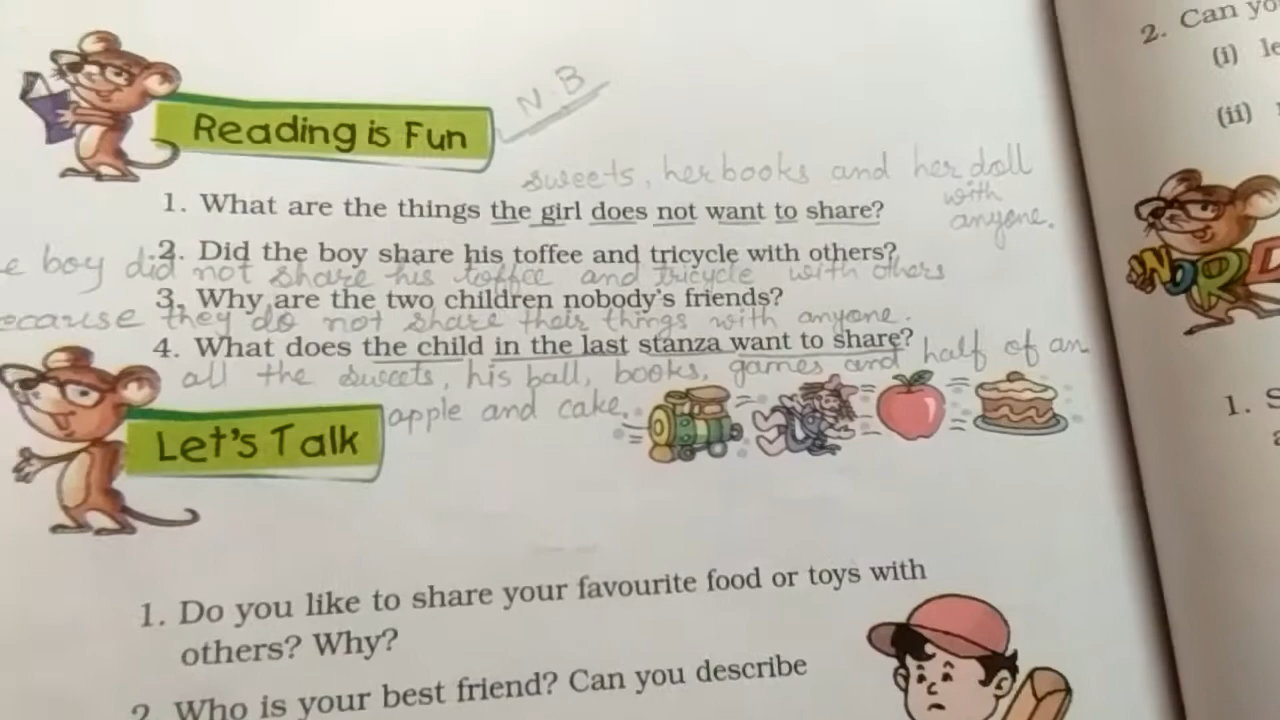 Reading is Fun
N.B
sweets, her books and her doll
with
anyone.
1. What are the things the girl does not want to share?
2. Did the boy share his toffee and tricycle with others?
e boy did not share his toffee and tricycle with others
3. Why are the two children nobody's friends?
ecause they do not share their things with anyone.
4. What does the child in the last stanza want to share?
all the sweets, his ball, books, games and half of an
apple and cake.
Let's Talk
1. Do you like to share your favourite food or toys with
others? Why?
2. Who is your best friend? Can you describe
2. Can yo
(i) le
(ii)
WORD
1. S